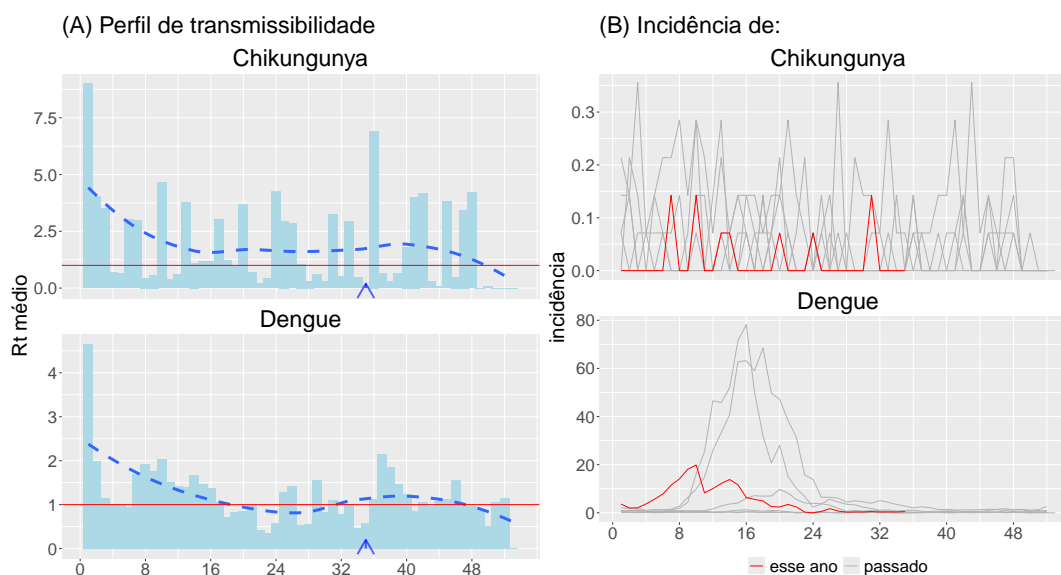 (A) Perfil de transmissibilidade
Chikungunya
7.5
5.0
2.5
0.0
Dengue
4
3
2
1
0
0 8 16 24 32 40 48
Rt médio
(B) Incidência de:
Chikungunya
0.3
0.2
0.1
0.0
Dengue
80
60
40
20
0
0 8 16 24 32 40 48
incidência
esse ano passado